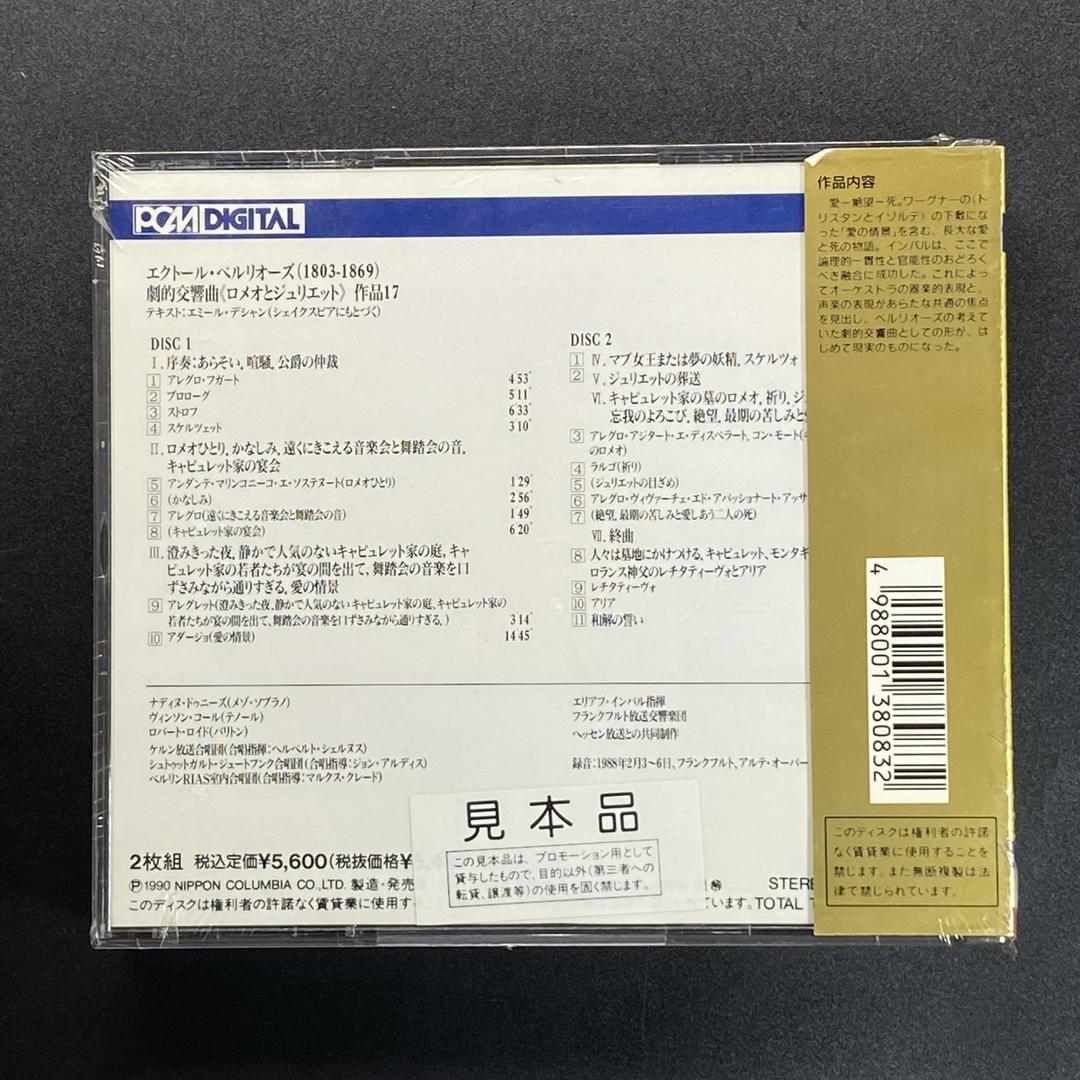 PCM DIGITAL
エクトール・ベルリオーズ(1803-1869)
劇的交響曲《ロメオとジュリエット》 作品17
テキスト:エミール・デシャン(シェイクスピアにもとづく)
DISC 1
I. 序奏:あらそい, 喧騒, 公爵の仲裁
1 アレグロ・フガート 4'53"
2 プロローグ 5'11"
3 ストロフ 6'33"
4 スケルツェット 3'10"
II. ロメオひとり, かなしみ, 遠くにきこえる音楽会と舞踏会の音,
キャピュレット家の宴会
5 アンダンテ・マリンコニーコ・エ・ソステヌート(ロメオひとり) 1'29"
6 (かなしみ) 2'56"
7 アレグロ(遠くにきこえる音楽会と舞踏会の音) 1'49"
8 (キャピュレット家の宴会) 6'20"
III. 澄みきった夜, 静かで人気のないキャピュレット家の庭, キャ
ピュレット家の若者たちが宴の間を出て, 舞踏会の音楽を口
ずさみながら通りすぎる, 愛の情景
9 アレグレット(澄みきった夜, 静かで人気のないキャピュレット家の庭, キャピュレット家の
若者たちが宴の間を出て, 舞踏会の音楽を口ずさみながら通りすぎる, ) 3'14"
10 アダージョ(愛の情景) 14'45"
DISC 2
1 IV. マブ女王または夢の妖精, スケルツォ
2 V. ジュリエットの葬送
VI. キャピュレット家の墓のロメオ, 祈り, ジ
忘我のよろこび, 絶望, 最期の苦しみと
3 アレグロ・アジタート・エ・ディスペラート, コン・モート(
のロメオ)
4 ラルゴ(祈り)
5 (ジュリエットの目ざめ)
6 アレグロ・ヴィヴァーチェ・エド・アパッショナート・アッサ
7 (絶望, 最期の苦しみと愛しあう二人の死)
VII. 終曲
8 人々は墓地にかけつける, キャピュレット、モンタギ
ロランス神父のレチタティーヴォとアリア
9 レチタティーヴォ
10 アリア
11 和解の誓い
ナディヌ・ドゥニーズ(メゾ・ソプラノ)
ヴィンソン・コール(テノール)
ロバート・ロイド(バリトン)
ケルン放送合唱団(合唱指揮:ヘルベルト・シェルヌス)
シュトゥットガルト・ジュートフンク合唱団(合唱指導:ジョン・アルディス)
ベルリンRIAS室内合唱団(合唱指導:マルクス・クレード)
エリアフ・インバル指揮
フランクフルト放送交響楽団
ヘッセン放送との共同制作
録音:1988年2月3〜6日、フランクフルト、アルテ・オーパー
2枚組 税込定価¥5,600(税抜価格¥
Ⓟ1990 NIPPON COLUMBIA CO.,LTD. 製造・発売
STERE
このディスクは権利者の許諾なく賃貸業に使用す
ています。TOTAL T
見本品
この見本品は、プロモーション用として
貸与したもので、目的以外(第三者への
転貸、譲渡等)の使用を固く禁じます。
作品内容
愛ー絶望ー死。ワーグナーの《ト
リスタンとイゾルテ》の下敷にな
った「愛の情景」を含む、長大な愛
と死の物語。インバルは、ここで
論理的一貫性と官能性のおどろく
べき融合に成功した。これによっ
てオーケストラの器楽的表現と、
声楽の表現があらたな共通の焦点
を見出し、ベルリオーズの考えて
いた劇的交響曲としての形が、は
じめて現実のものになった。
4 988001 380832
このディスクは権利者の許諾
なく賃貸業に使用することを
禁じます。また無断複製は法
律で禁じられています。